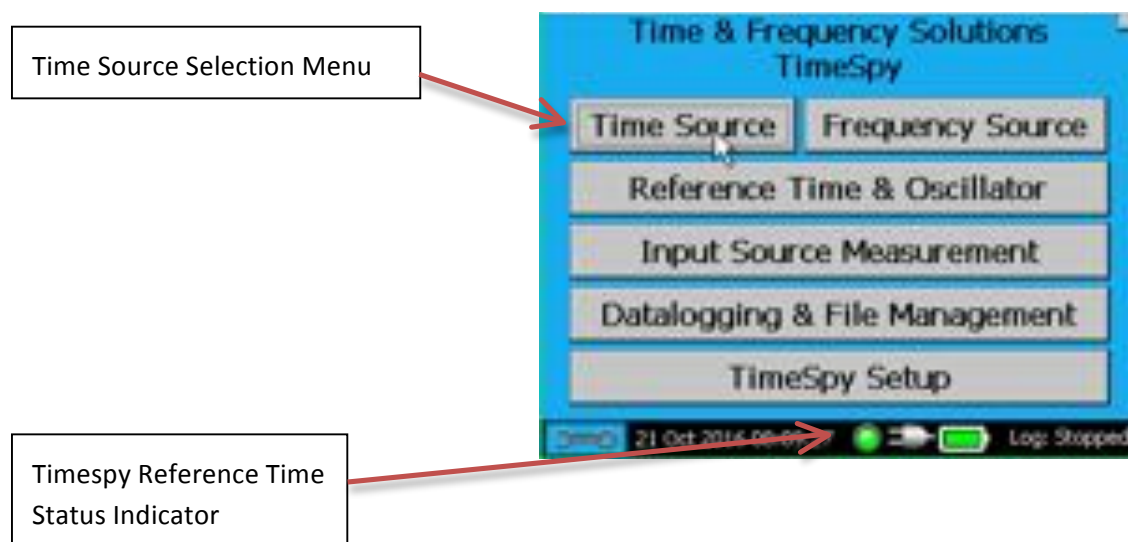 Time Source Selection Menu
Time & Frequency Solutions
TimeSpy
Time Source
Frequency Source
Reference Time & Oscillator
Input Source Measurement
Datalogging & File Management
TimeSpy Setup
21 Oct 2016
Log: Stopped
Timespy Reference Time
Status Indicator